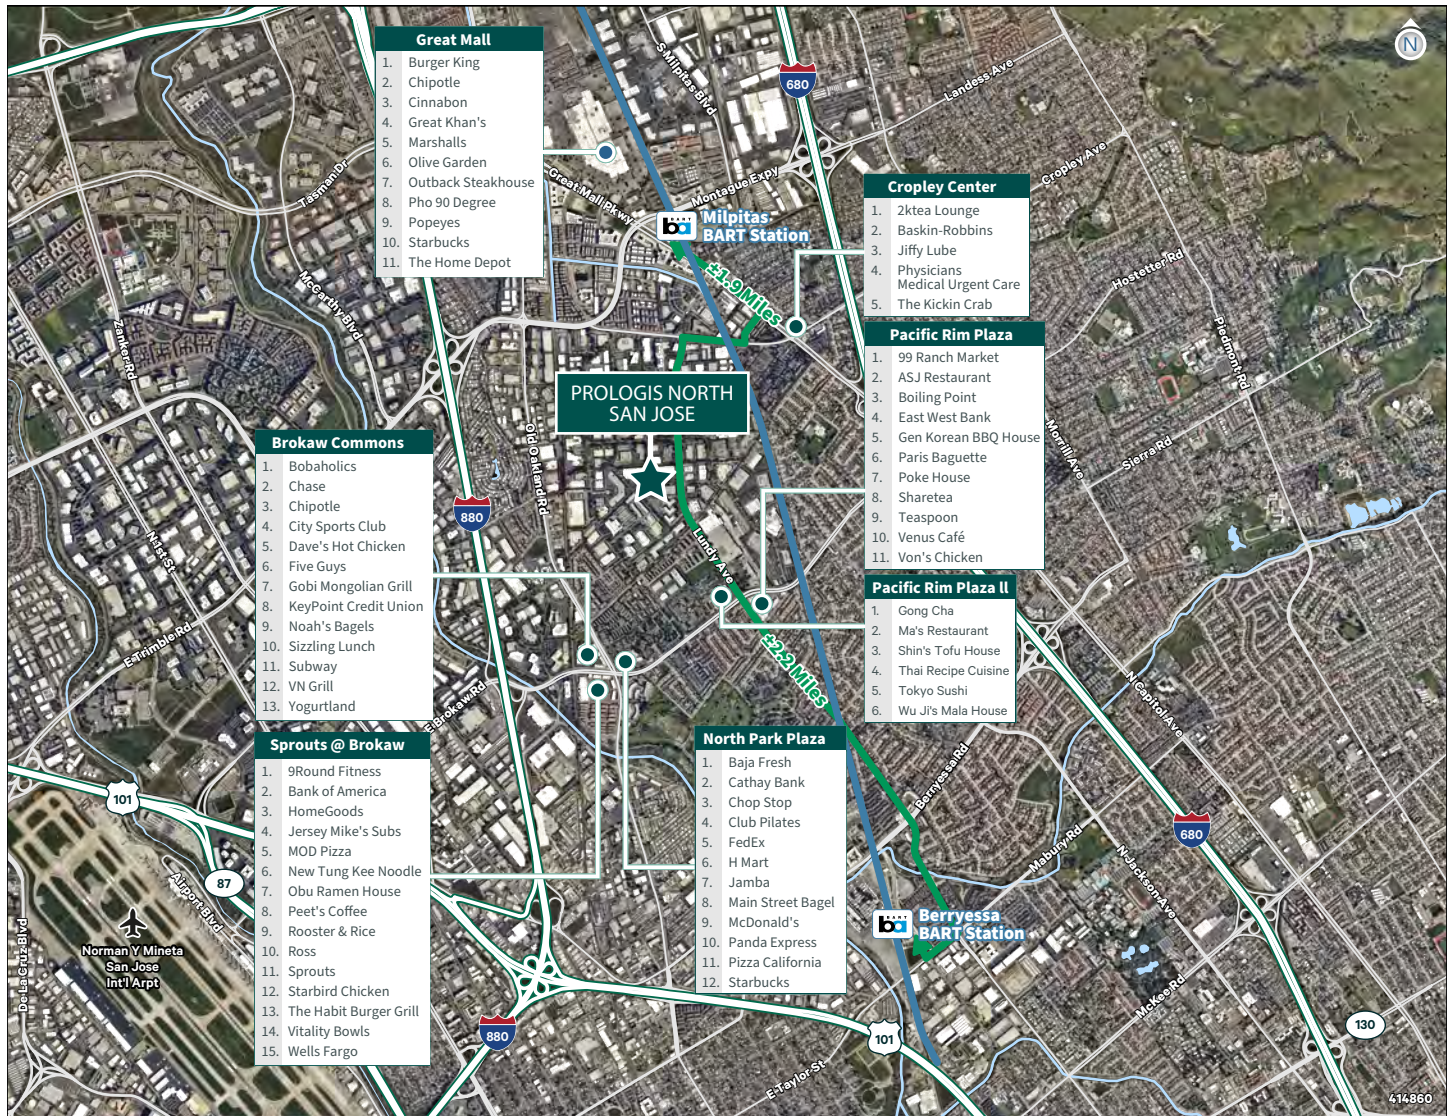 Great Mall
1. Burger King
2. Chipotle
3. Cinnabon
4. Great Khan's
5. Marshalls
6. Olive Garden
7. Outback Steakhouse
8. Pho 90 Degree
9. Popeyes
10. Starbucks
11. The Home Depot
S Milpitas Blvd
680
Landess Ave
N
Tasman Dr
Great Mall Pkwy
Montague Expy
Cropley Ave
BART
ba
Milpitas
BART Station
±1.9 Miles
Cropley Center
1. 2ktea Lounge
2. Baskin-Robbins
3. Jiffy Lube
4. Physicians
Medical Urgent Care
5. The Kickin Crab
Hostetter Rd
McCarthy Blvd
Zanker Rd
Piedmont Rd
Pacific Rim Plaza
1. 99 Ranch Market
2. ASJ Restaurant
3. Boiling Point
4. East West Bank
5. Gen Korean BBQ House
6. Paris Baguette
7. Poke House
8. Sharetea
9. Teaspoon
10. Venus Café
11. Von's Chicken
PROLOGIS NORTH
SAN JOSE
Old Oakland Rd
Morrill Ave
Sierra Rd
Brokaw Commons
1. Bobaholics
2. Chase
3. Chipotle
4. City Sports Club
5. Dave's Hot Chicken
6. Five Guys
7. Gobi Mongolian Grill
8. KeyPoint Credit Union
9. Noah's Bagels
10. Sizzling Lunch
11. Subway
12. VN Grill
13. Yogurtland
880
N 1st St
Lundy Ave
Pacific Rim Plaza ll
1. Gong Cha
2. Ma's Restaurant
3. Shin's Tofu House
4. Thai Recipe Cuisine
5. Tokyo Sushi
6. Wu Ji's Mala House
E Trimble Rd
±2.2 Miles
E Brokaw Rd
N Capitol Ave
Sprouts @ Brokaw
1. 9Round Fitness
2. Bank of America
3. HomeGoods
4. Jersey Mike's Subs
5. MOD Pizza
6. New Tung Kee Noodle
7. Obu Ramen House
8. Peet's Coffee
9. Rooster & Rice
10. Ross
11. Sprouts
12. Starbird Chicken
13. The Habit Burger Grill
14. Vitality Bowls
15. Wells Fargo
North Park Plaza
1. Baja Fresh
2. Cathay Bank
3. Chop Stop
4. Club Pilates
5. FedEx
6. H Mart
7. Jamba
8. Main Street Bagel
9. McDonald's
10. Panda Express
11. Pizza California
12. Starbucks
Berryessa Rd
101
680
Mabury Rd
N Jackson Ave
87
Airport Blvd
BART
ba
Berryessa
BART Station
Norman Y Mineta
San Jose
Int'l Arpt
De La Cruz Blvd
McKee Rd
880
101
130
E Taylor St
414860